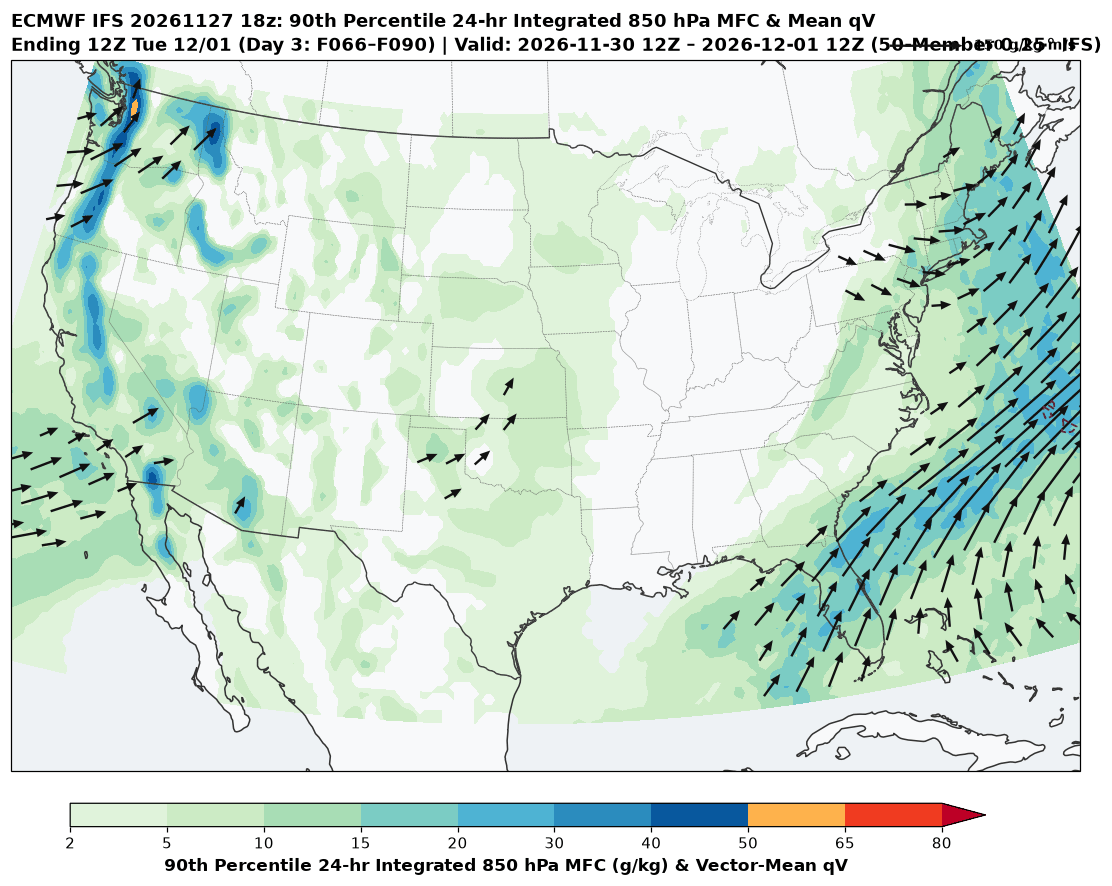 ECMWF IFS 20261127 18z: 90th Percentile 24-hr Integrated 850 hPa MFC & Mean qV
Ending 12Z Tue 12/01 (Day 3: F066–F090) | Valid: 2026-11-30 12Z – 2026-12-01 12Z (50-Member 0.25° IFS)
150 g/kg m/s
2 5 10 15 20 30 40 50 65 80
90th Percentile 24-hr Integrated 850 hPa MFC (g/kg) & Vector-Mean qV